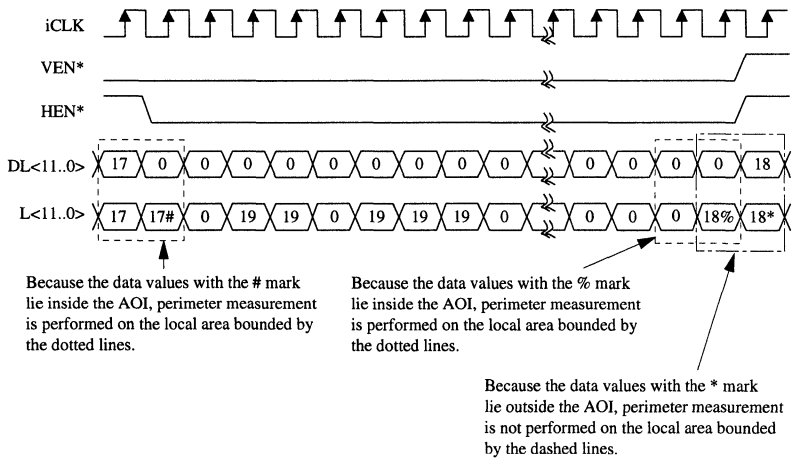 iCLK
VEN*
HEN*
DL<11..0> 17 0 0 0 0 0 0 0 0 0 0 0 0 0 18
L<11..0> 17 17# 0 19 19 0 19 19 19 0 0 0 0 18% 18*
Because the data values with the # mark
lie inside the AOI, perimeter measurement
is performed on the local area bounded by
the dotted lines.
Because the data values with the % mark
lie inside the AOI, perimeter measurement
is performed on the local area bounded by
the dotted lines.
Because the data values with the * mark
lie outside the AOI, perimeter measurement
is not performed on the local area bounded
by the dashed lines.